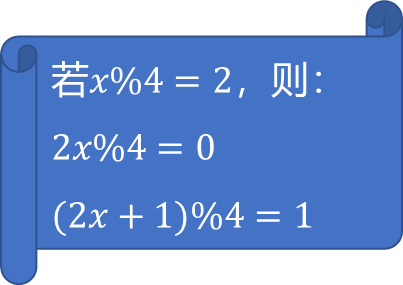 若x%4 = 2，则：
2x%4 = 0
(2x + 1)%4 = 1